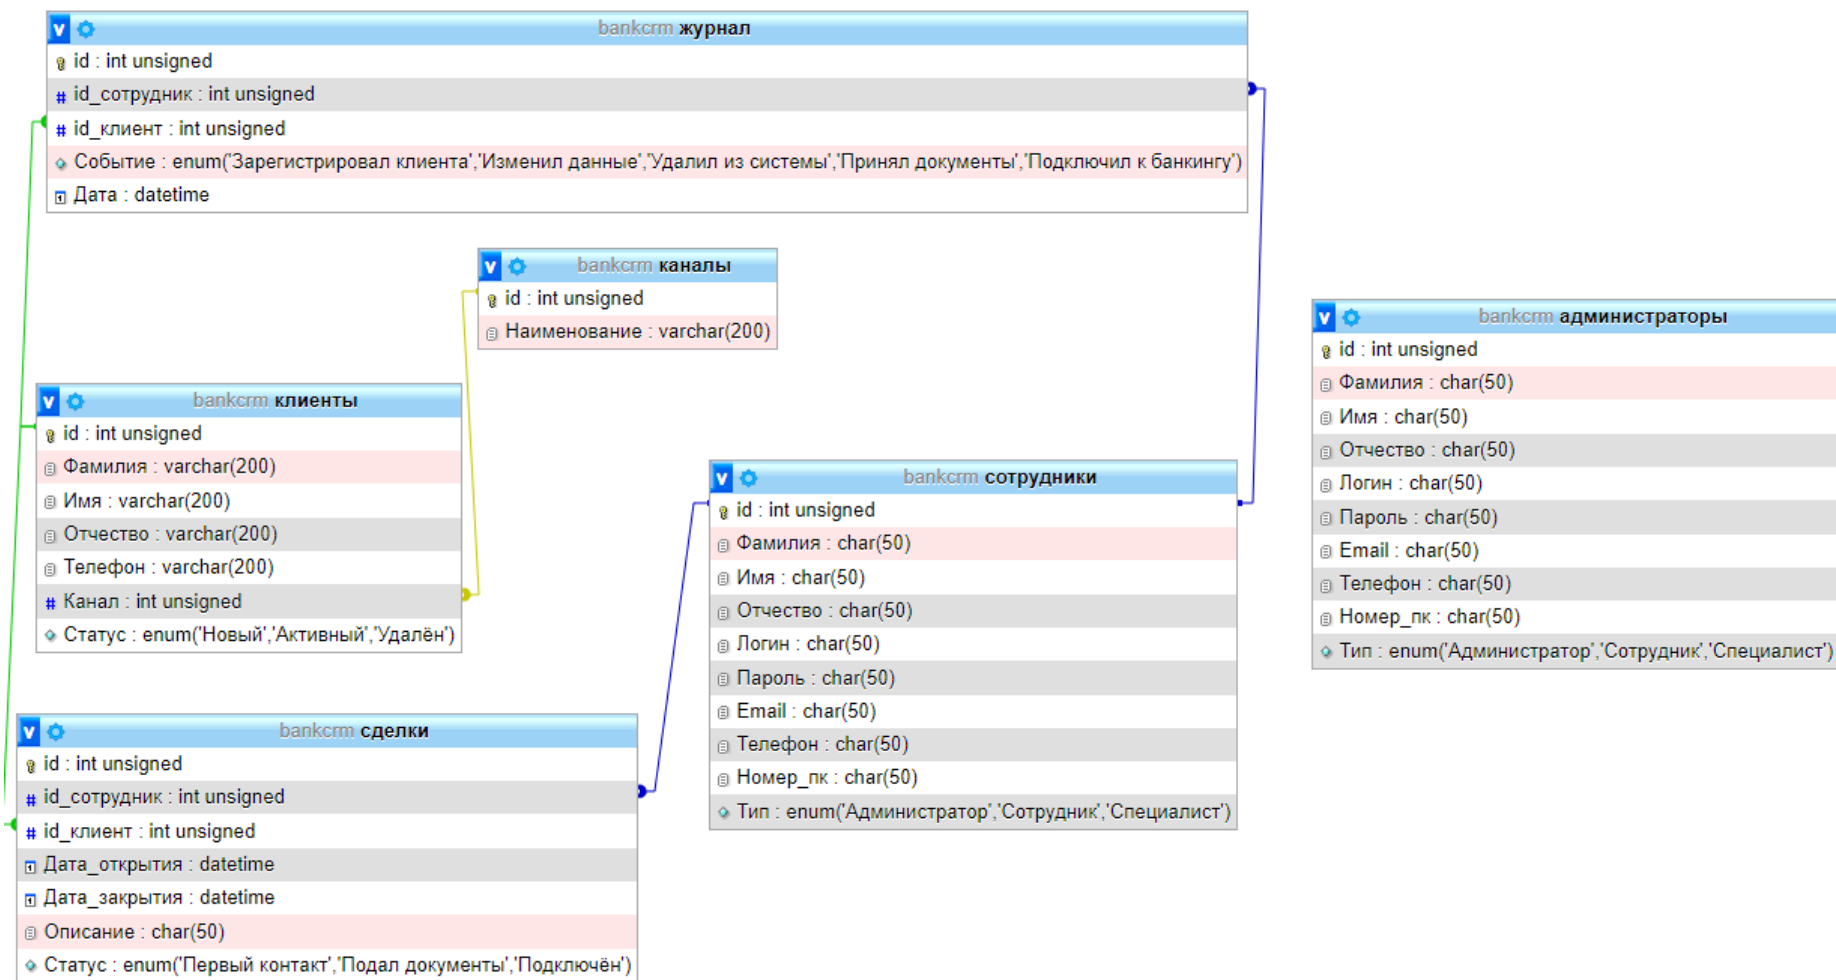 bankcrm журнал
id : int unsigned
id_сотрудник : int unsigned
id_клиент : int unsigned
Событие : enum('Зарегистрировал клиента','Изменил данные','Удалил из системы','Принял документы','Подключил к банкингу')
Дата : datetime
bankcrm каналы
id : int unsigned
Наименование : varchar(200)
bankcrm клиенты
id : int unsigned
Фамилия : varchar(200)
Имя : varchar(200)
Отчество : varchar(200)
Телефон : varchar(200)
Канал : int unsigned
Статус : enum('Новый','Активный','Удалён')
bankcrm сделки
id : int unsigned
id_сотрудник : int unsigned
id_клиент : int unsigned
Дата_открытия : datetime
Дата_закрытия : datetime
Описание : char(50)
Статус : enum('Первый контакт','Подал документы','Подключён')
bankcrm сотрудники
id : int unsigned
Фамилия : char(50)
Имя : char(50)
Отчество : char(50)
Логин : char(50)
Пароль : char(50)
Email : char(50)
Телефон : char(50)
Номер_пк : char(50)
Тип : enum('Администратор','Сотрудник','Специалист')
bankcrm администраторы
id : int unsigned
Фамилия : char(50)
Имя : char(50)
Отчество : char(50)
Логин : char(50)
Пароль : char(50)
Email : char(50)
Телефон : char(50)
Номер_пк : char(50)
Тип : enum('Администратор','Сотрудник','Специалист')